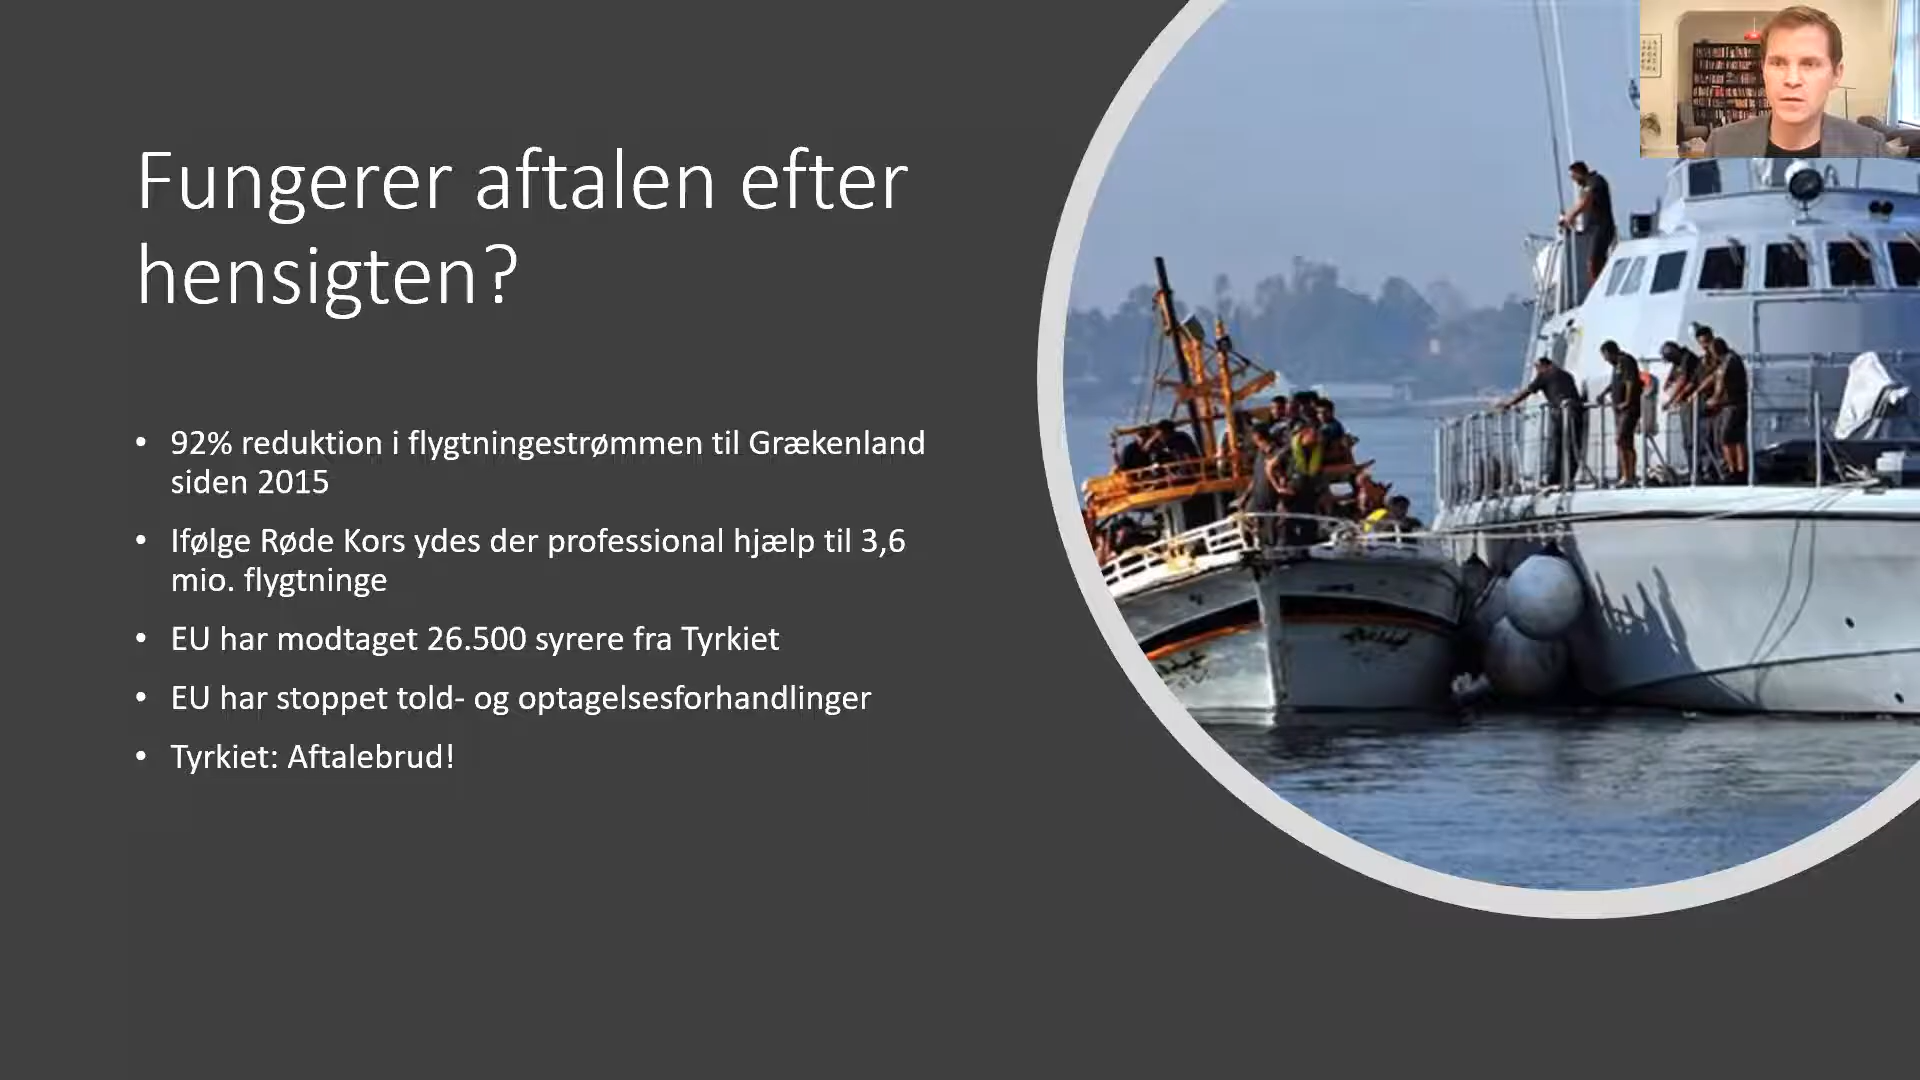 Fungerer aftalen efter
hensigten?
• 92% reduktion i flygtningestrømmen til Grækenland
siden 2015
• Ifølge Røde Kors ydes der professional hjælp til 3,6
mio. flygtninge
• EU har modtaget 26.500 syrere fra Tyrkiet
• EU har stoppet told- og optagelsesforhandlinger
• Tyrkiet: Aftalebrud!